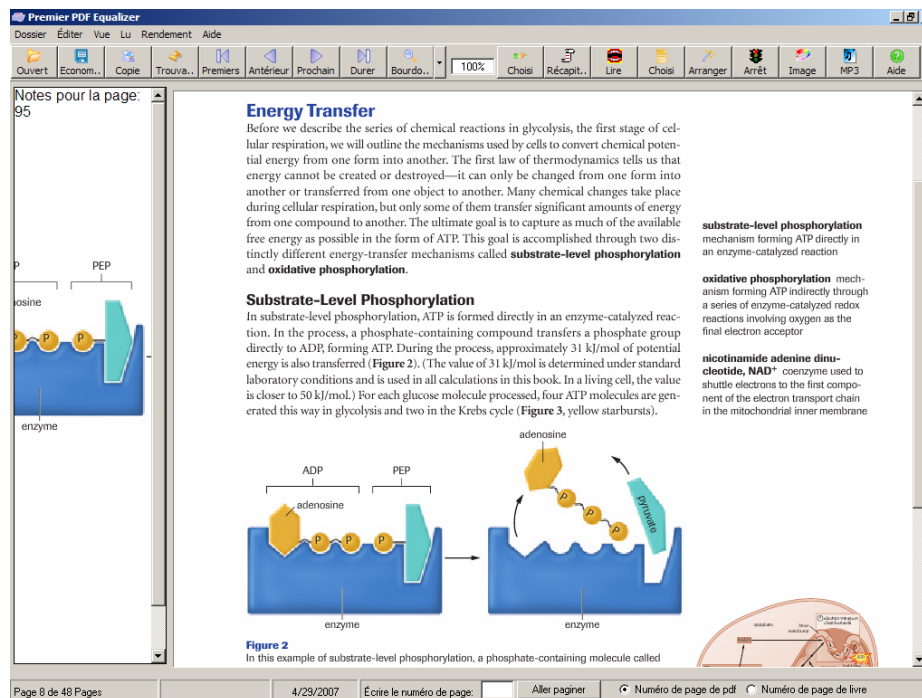 Premier PDF Equalizer
Dossier Éditer Vue Lu Rendement Aide
Ouvert Econom.. Copie Trouva.. Premiers Antérieur Prochain Durer Bourdo.. 100% Choisi Récapit.. Lire Choisi Arranger Arrêt Image MP3 Aide
Notes pour la page:
95
P PEP
nosine
P P P
enzyme
Energy Transfer
Before we describe the series of chemical reactions in glycolysis, the first stage of cel-
lular respiration, we will outline the mechanisms used by cells to convert chemical poten-
tial energy from one form into another. The first law of thermodynamics tells us that
energy cannot be created or destroyed—it can only be changed from one form into
another or transferred from one object to another. Many chemical changes take place
during cellular respiration, but only some of them transfer significant amounts of energy
from one compound to another. The ultimate goal is to capture as much of the available
free energy as possible in the form of ATP. This goal is accomplished through two dis-
tinctly different energy-transfer mechanisms called substrate-level phosphorylation
and oxidative phosphorylation.
Substrate-Level Phosphorylation
In substrate-level phosphorylation, ATP is formed directly in an enzyme-catalyzed reac-
tion. In the process, a phosphate-containing compound transfers a phosphate group
directly to ADP, forming ATP. During the process, approximately 31 kJ/mol of potential
energy is also transferred (Figure 2). (The value of 31 kJ/mol is determined under standard
laboratory conditions and is used in all calculations in this book. In a living cell, the value
is closer to 50 kJ/mol.) For each glucose molecule processed, four ATP molecules are gen-
erated this way in glycolysis and two in the Krebs cycle (Figure 3, yellow starbursts).
substrate-level phosphorylation
mechanism forming ATP directly in
an enzyme-catalyzed reaction
oxidative phosphorylation mech-
anism forming ATP indirectly through
a series of enzyme-catalyzed redox
reactions involving oxygen as the
final electron acceptor
nicotinamide adenine dinu-
cleotide, NAD+ coenzyme used to
shuttle electrons to the first compo-
nent of the electron transport chain
in the mitochondrial inner membrane
ADP PEP
adenosine
P P P
enzyme
adenosine
P
P
P
pyruvate
enzyme
Figure 2
In this example of substrate-level phosphorylation, a phosphate-containing molecule called
Page 8 de 48 Pages 4/29/2007 Écrire le numéro de page: Aller paginer Numéro de page de pdf Numéro de page de livre